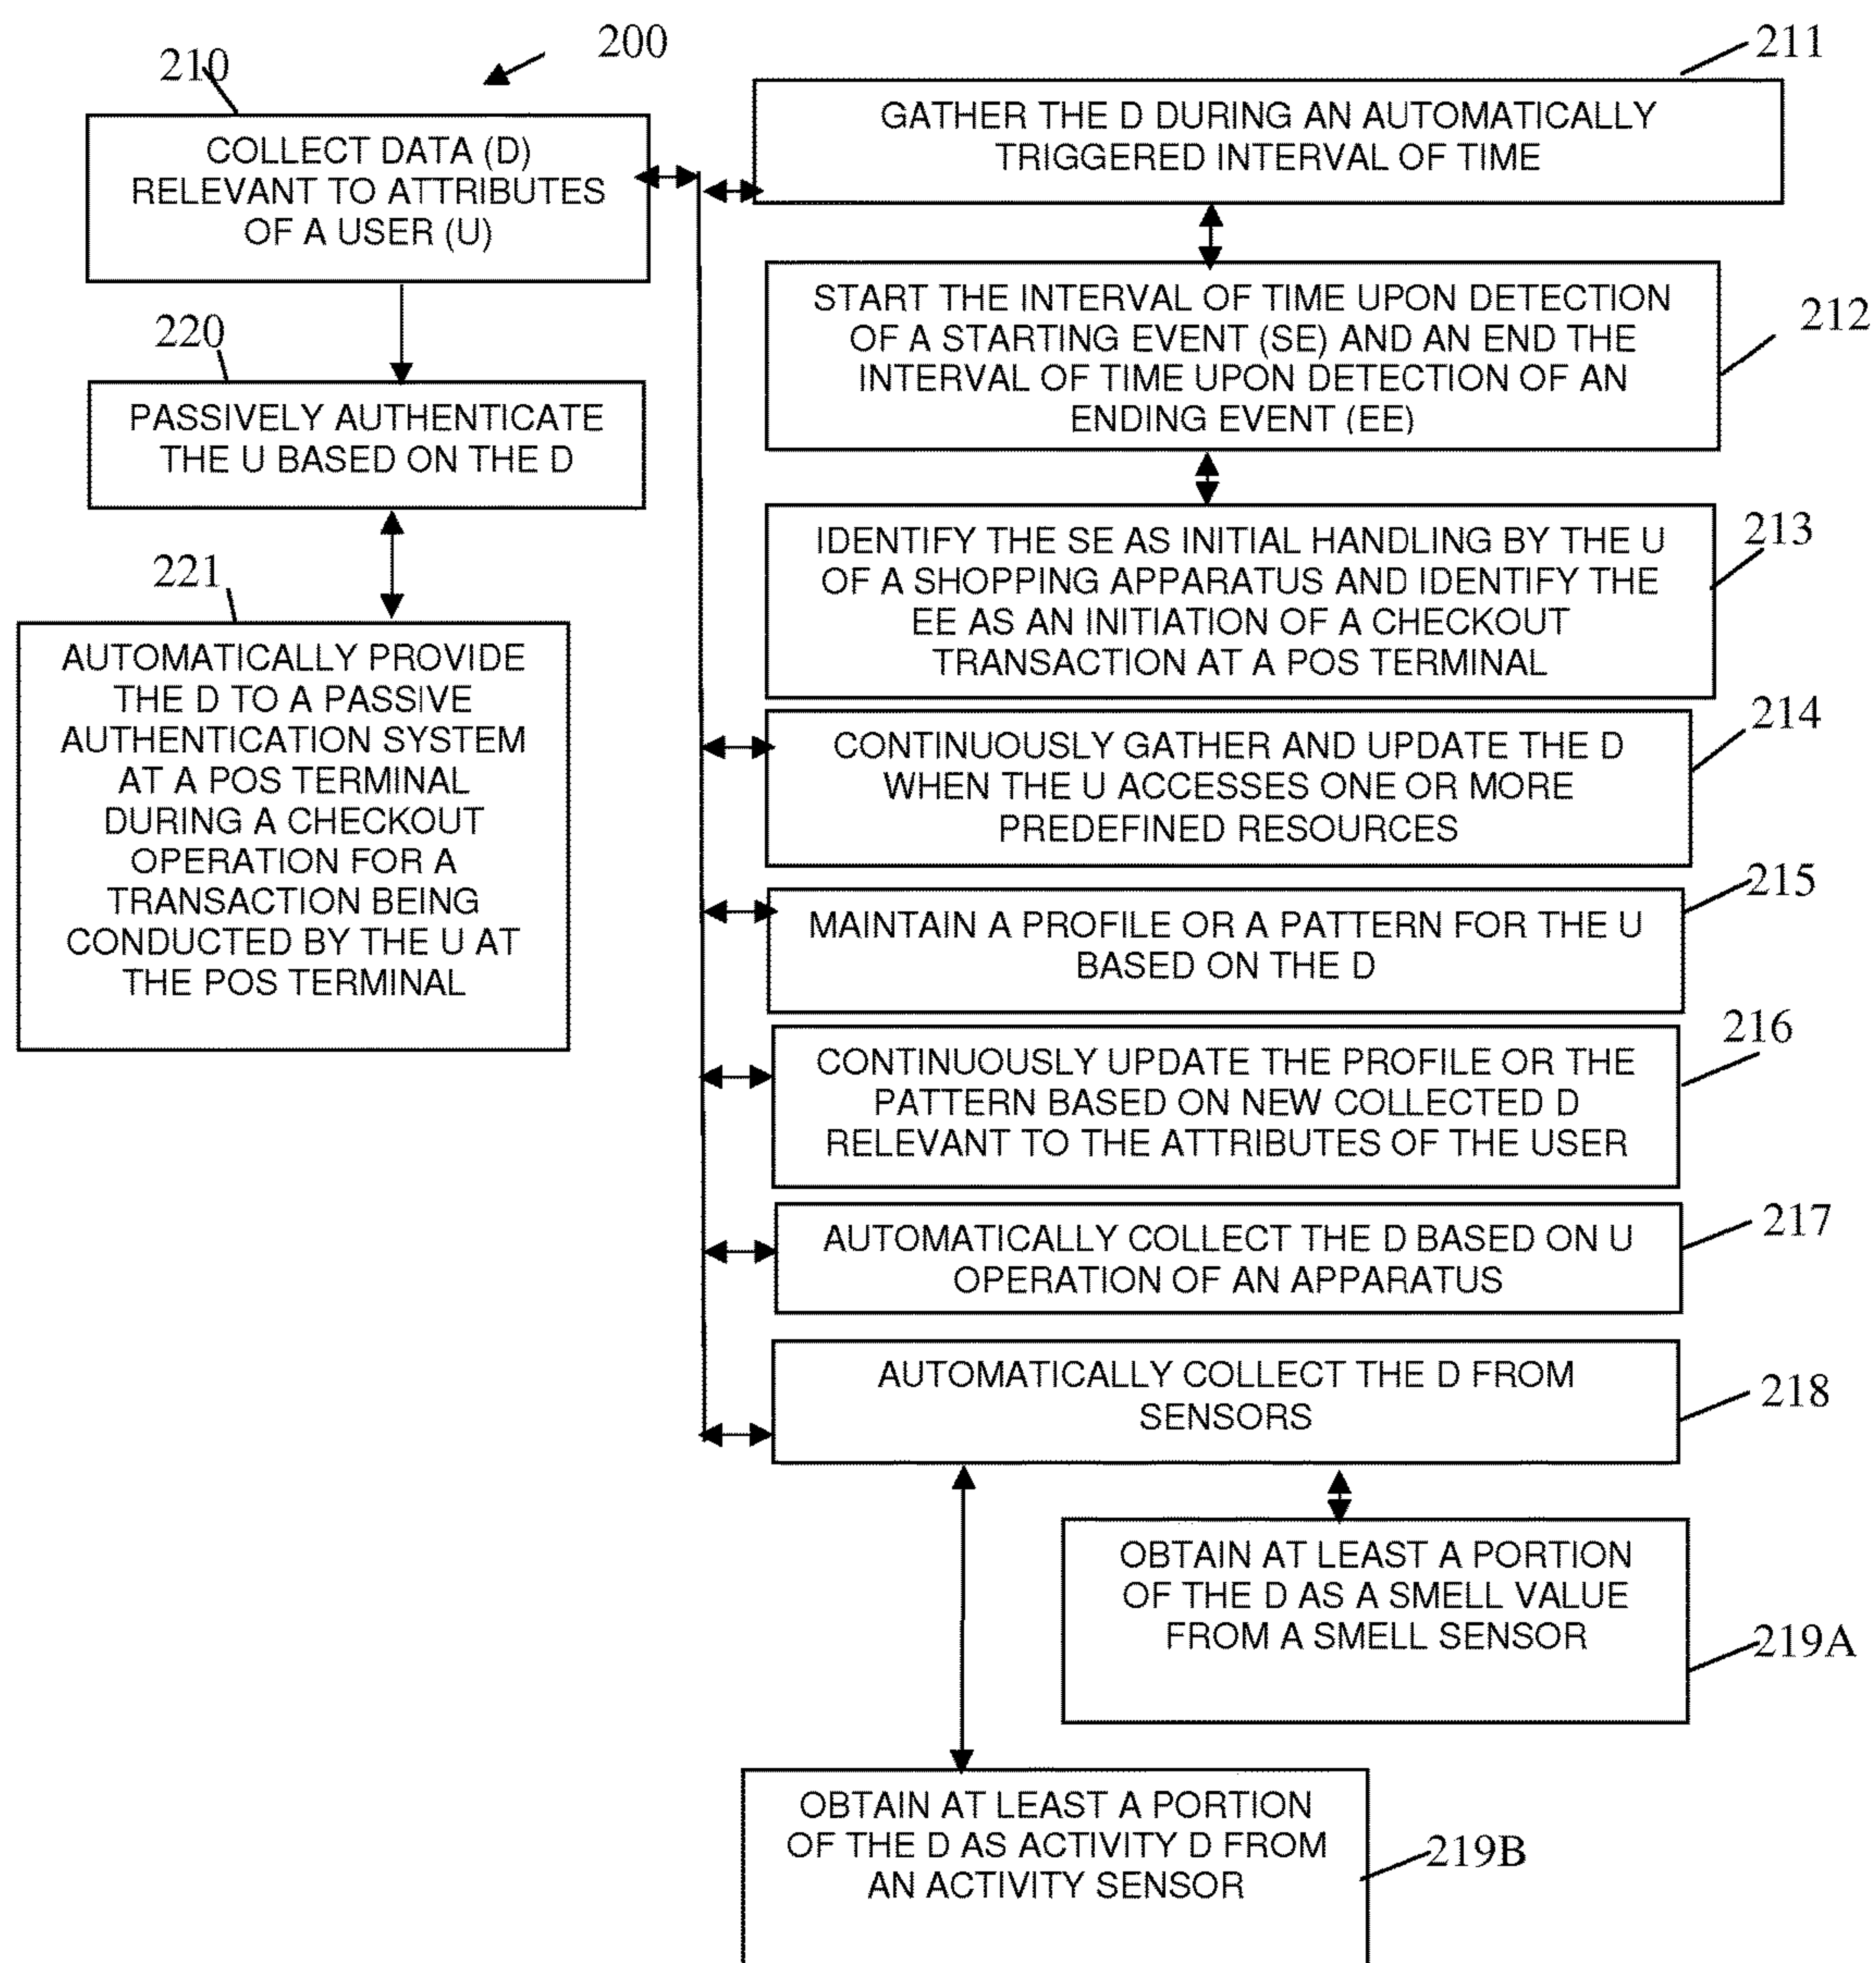 200
210
COLLECT DATA (D)
RELEVANT TO ATTRIBUTES
OF A USER (U)
220
PASSIVELY AUTHENTICATE
THE U BASED ON THE D
221
AUTOMATICALLY PROVIDE
THE D TO A PASSIVE
AUTHENTICATION SYSTEM
AT A POS TERMINAL
DURING A CHECKOUT
OPERATION FOR A
TRANSACTION BEING
CONDUCTED BY THE U AT
THE POS TERMINAL
211
GATHER THE D DURING AN AUTOMATICALLY
TRIGGERED INTERVAL OF TIME
212
START THE INTERVAL OF TIME UPON DETECTION
OF A STARTING EVENT (SE) AND AN END THE
INTERVAL OF TIME UPON DETECTION OF AN
ENDING EVENT (EE)
213
IDENTIFY THE SE AS INITIAL HANDLING BY THE U
OF A SHOPPING APPARATUS AND IDENTIFY THE
EE AS AN INITIATION OF A CHECKOUT
TRANSACTION AT A POS TERMINAL
214
CONTINUOUSLY GATHER AND UPDATE THE D
WHEN THE U ACCESSES ONE OR MORE
PREDEFINED RESOURCES
215
MAINTAIN A PROFILE OR A PATTERN FOR THE U
BASED ON THE D
216
CONTINUOUSLY UPDATE THE PROFILE OR THE
PATTERN BASED ON NEW COLLECTED D
RELEVANT TO THE ATTRIBUTES OF THE USER
217
AUTOMATICALLY COLLECT THE D BASED ON U
OPERATION OF AN APPARATUS
218
AUTOMATICALLY COLLECT THE D FROM
SENSORS
219A
OBTAIN AT LEAST A PORTION
OF THE D AS A SMELL VALUE
FROM A SMELL SENSOR
219B
OBTAIN AT LEAST A PORTION
OF THE D AS ACTIVITY D FROM
AN ACTIVITY SENSOR